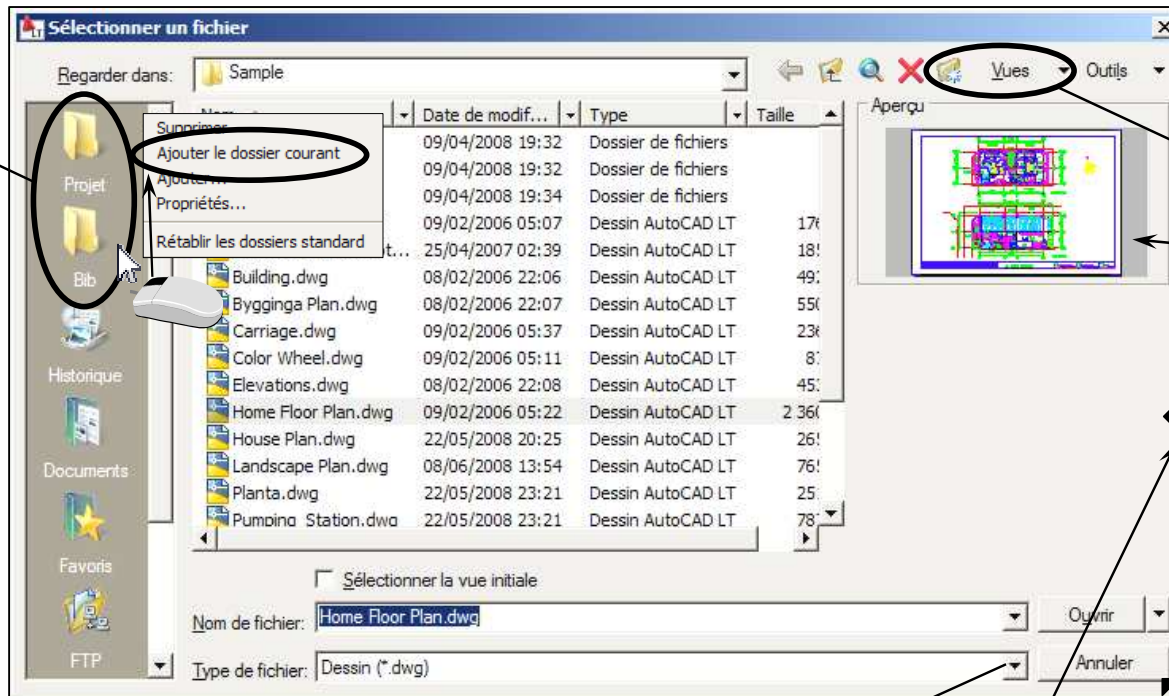 Sélectionner un fichier
Regarder dans: Sample Vues Outils
Date de modif... Type Taille Aperçu
Supprimer 09/04/2008 19:32 Dossier de fichiers
Ajouter le dossier courant 09/04/2008 19:32 Dossier de fichiers
Ajouter... 09/04/2008 19:34 Dossier de fichiers
Propriétés... 09/02/2006 05:07 Dessin AutoCAD LT
Rétablir les dossiers standard t... 25/04/2007 02:39 Dessin AutoCAD LT
Building.dwg 08/02/2006 22:06 Dessin AutoCAD LT
Bygginga Plan.dwg 08/02/2006 22:07 Dessin AutoCAD LT
Carriage.dwg 09/02/2006 05:37 Dessin AutoCAD LT
Color Wheel.dwg 09/02/2006 05:11 Dessin AutoCAD LT
Elevations.dwg 08/02/2006 22:08 Dessin AutoCAD LT
Home Floor Plan.dwg 09/02/2006 05:22 Dessin AutoCAD LT
House Plan.dwg 22/05/2008 20:25 Dessin AutoCAD LT
Landscape Plan.dwg 08/06/2008 13:54 Dessin AutoCAD LT
Planta.dwg 22/05/2008 23:21 Dessin AutoCAD LT
Pumping Station.dwg 22/05/2008 23:21 Dessin AutoCAD LT
Projet
Bib
Historique
Documents
Favoris
FTP
Sélectionner la vue initiale
Nom de fichier: Home Floor Plan.dwg Ouvrir
Type de fichier: Dessin (*.dwg) Annuler